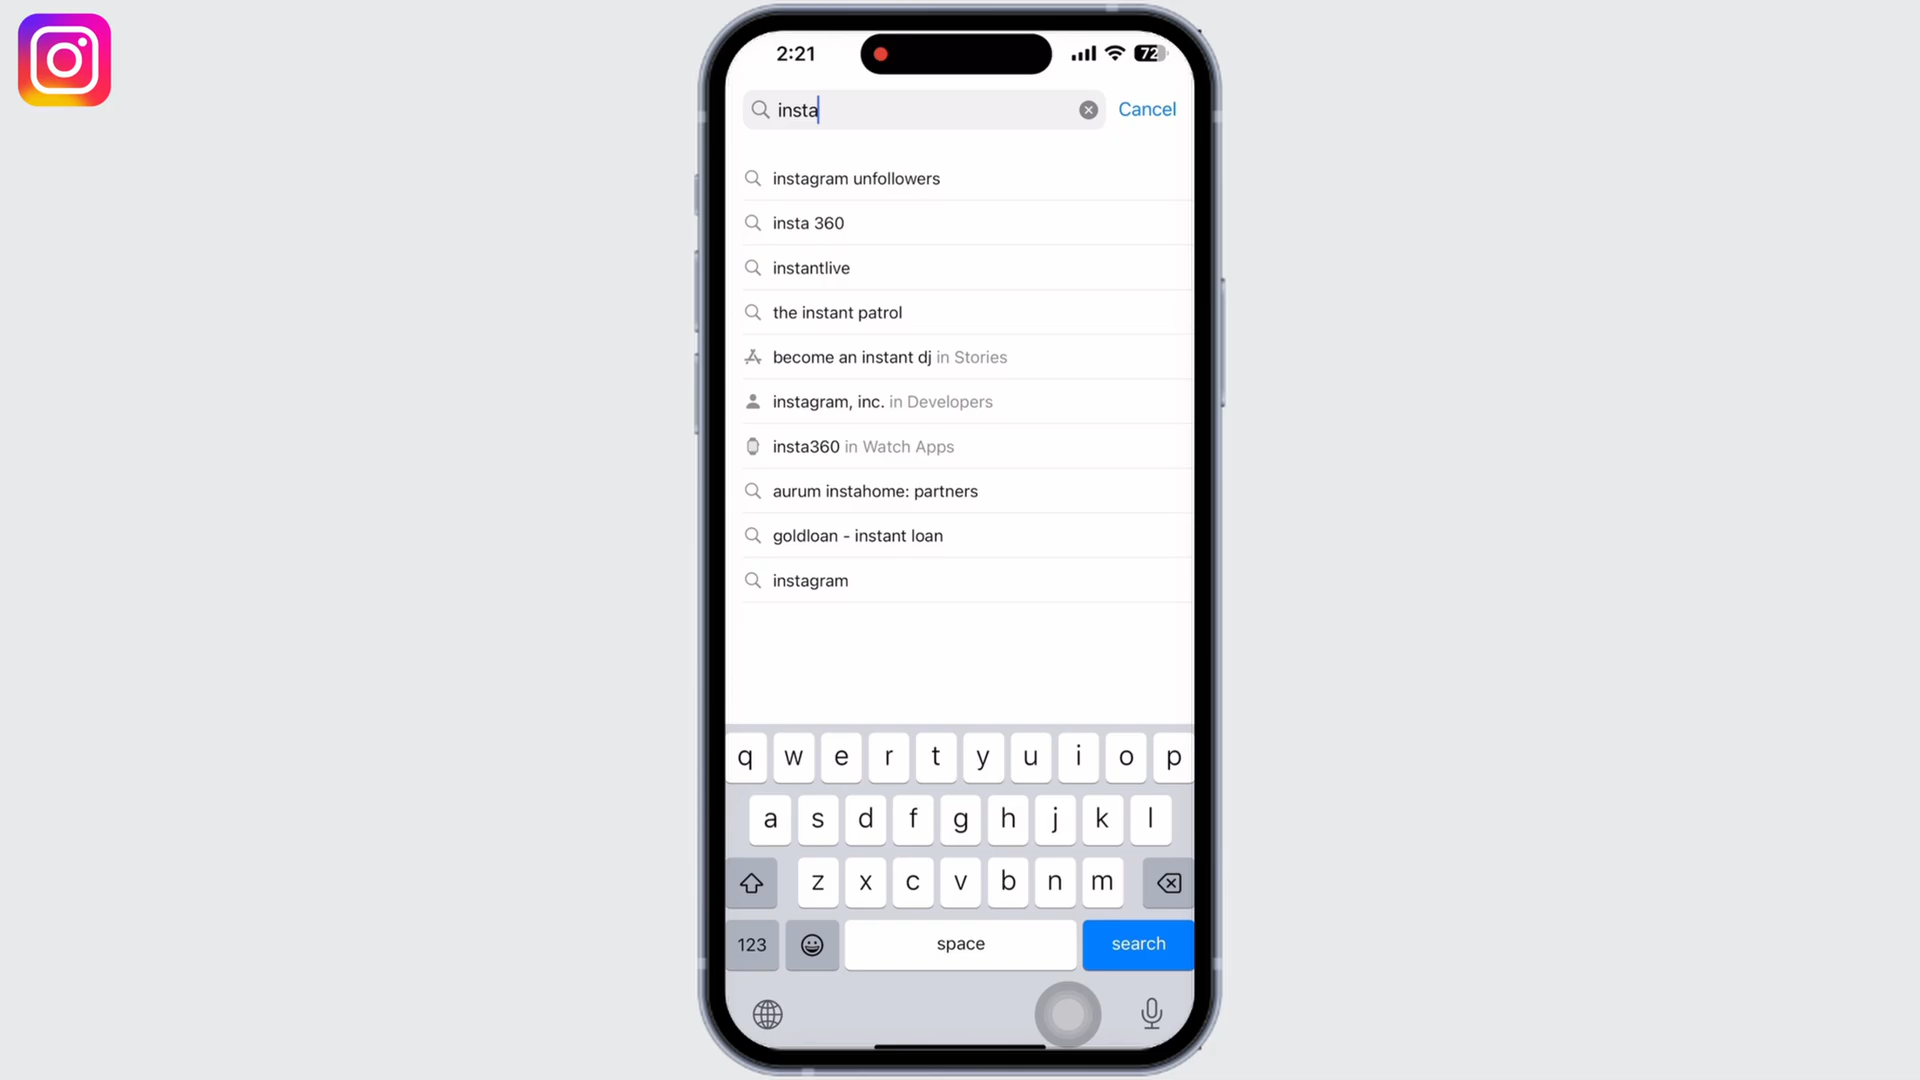 2:21
72
insta
Cancel
instagram unfollowers
insta 360
instantlive
the instant patrol
become an instant dj in Stories
instagram, inc. in Developers
insta360 in Watch Apps
aurum instahome: partners
goldloan - instant loan
instagram
q w e r t y u i o p
a s d f g h j k l
z x c v b n m
123 space search